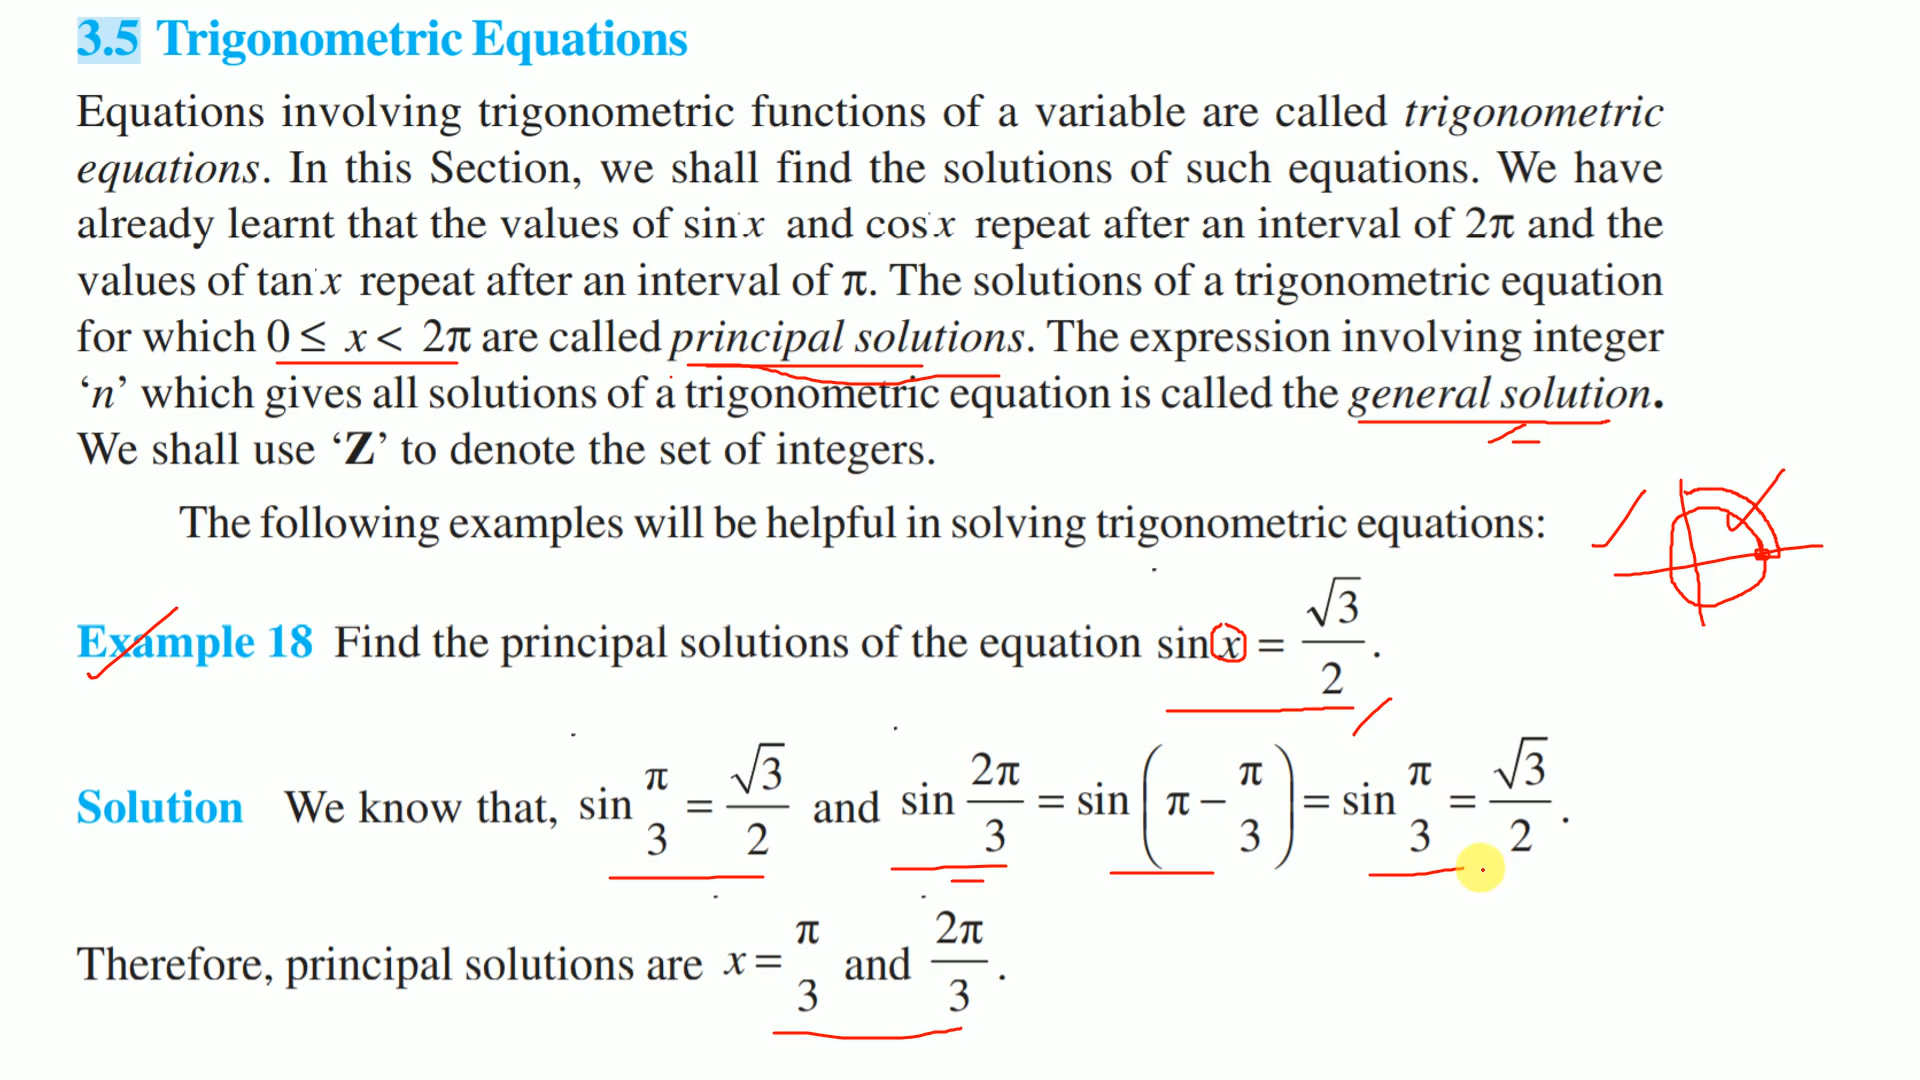 3.5 Trigonometric Equations
Equations involving trigonometric functions of a variable are called trigonometric
equations. In this Section, we shall find the solutions of such equations. We have
already learnt that the values of sin x and cos x repeat after an interval of 2π and the
values of tan x repeat after an interval of π. The solutions of a trigonometric equation
for which 0 ≤ x < 2π are called principal solutions. The expression involving integer
‘n’ which gives all solutions of a trigonometric equation is called the general solution.
We shall use ‘Z’ to denote the set of integers.
The following examples will be helpful in solving trigonometric equations:
Example 18 Find the principal solutions of the equation sin x = √3/2.
Solution We know that, sin π/3 = √3/2 and sin 2π/3 = sin (π − π/3) = sin π/3 = √3/2.
Therefore, principal solutions are x = π/3 and 2π/3.